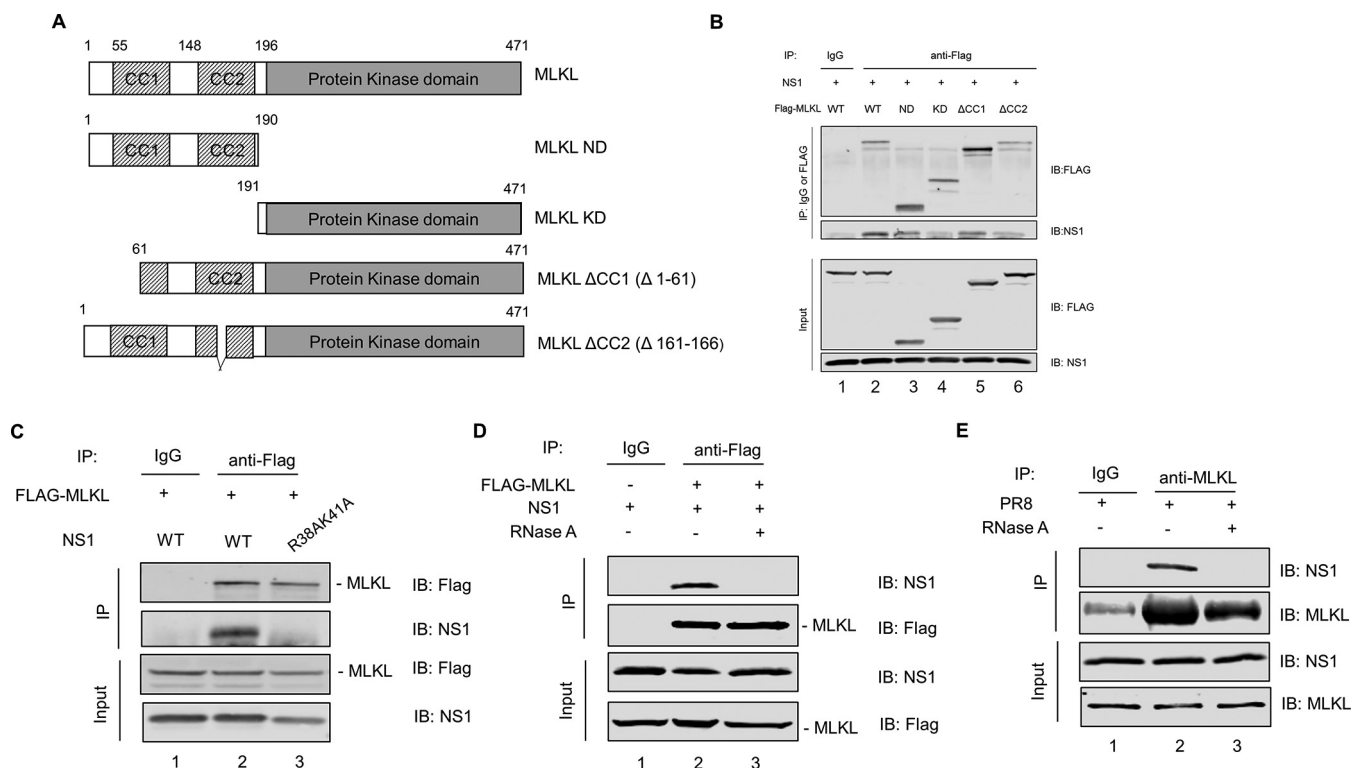 A
1 55 148 196 471
CC1 CC2 Protein Kinase domain MLKL
1 190
CC1 CC2 MLKL ND
191 471
Protein Kinase domain MLKL KD
61 471
CC2 Protein Kinase domain MLKL ΔCC1 (Δ 1-61)
1 471
CC1 Protein Kinase domain MLKL ΔCC2 (Δ 161-166)
B
IP: IgG anti-Flag
NS1 + + + + + +
Flag-MLKL WT WT ND KD ΔCC1 ΔCC2
IP: IgG or FLAG
IB:FLAG
IB:NS1
Input
IB: FLAG
IB: NS1
1 2 3 4 5 6
C
IP: IgG anti-Flag
FLAG-MLKL + + +
NS1 WT WT R38AK41A
IP
- MLKL IB: Flag
IB: NS1
Input
- MLKL IB: Flag
IB: NS1
1 2 3
D
IP: IgG anti-Flag
FLAG-MLKL - + +
NS1 + + +
RNase A - - +
IP
IB: NS1
- MLKL IB: Flag
Input
IB: NS1
- MLKL IB: Flag
1 2 3
E
IP: IgG anti-MLKL
PR8 + + +
RNase A - - +
IP
IB: NS1
IB: MLKL
Input
IB: NS1
IB: MLKL
1 2 3